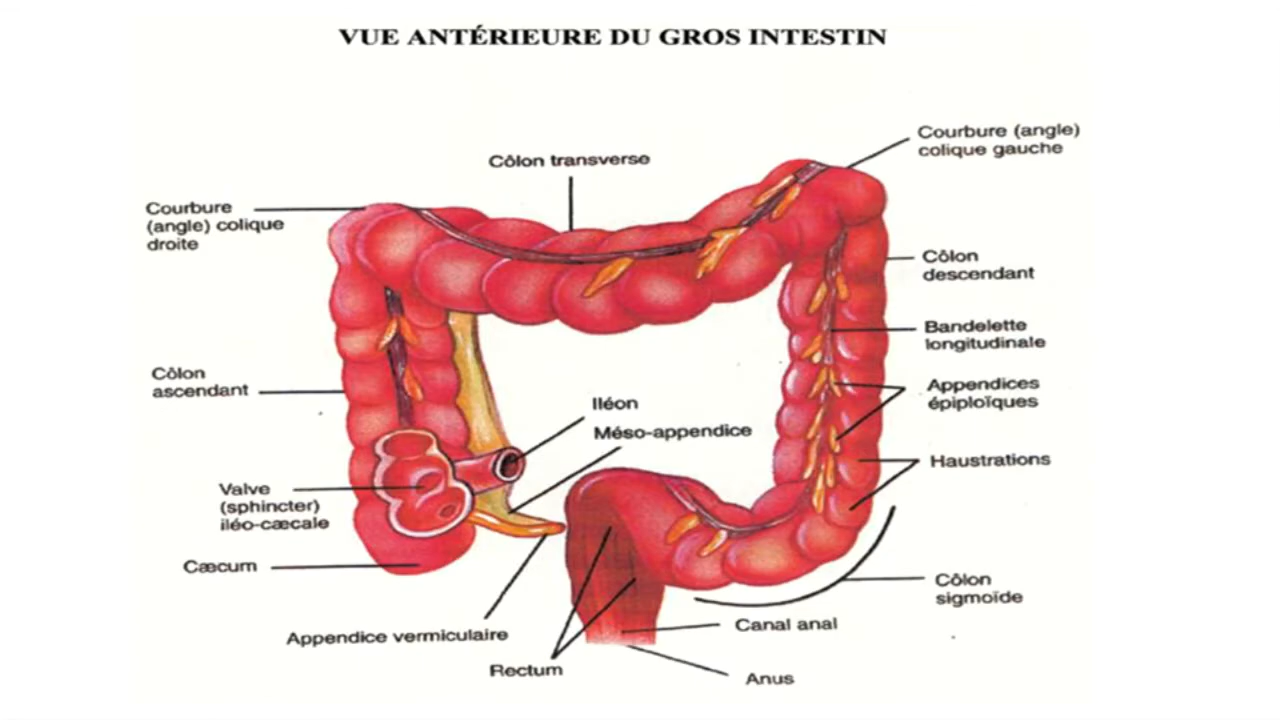 VUE ANTÉRIEURE DU GROS INTESTIN
Courbure (angle)
colique gauche
Côlon transverse
Courbure
(angle) colique
droite
Côlon
descendant
Bandelette
longitudinale
Côlon
ascendant
Appendices
épiploïques
Iléon
Méso-appendice
Haustrations
Valve
(sphincter)
iléo-cæcale
Cæcum
Côlon
sigmoïde
Canal anal
Appendice vermiculaire
Rectum
Anus